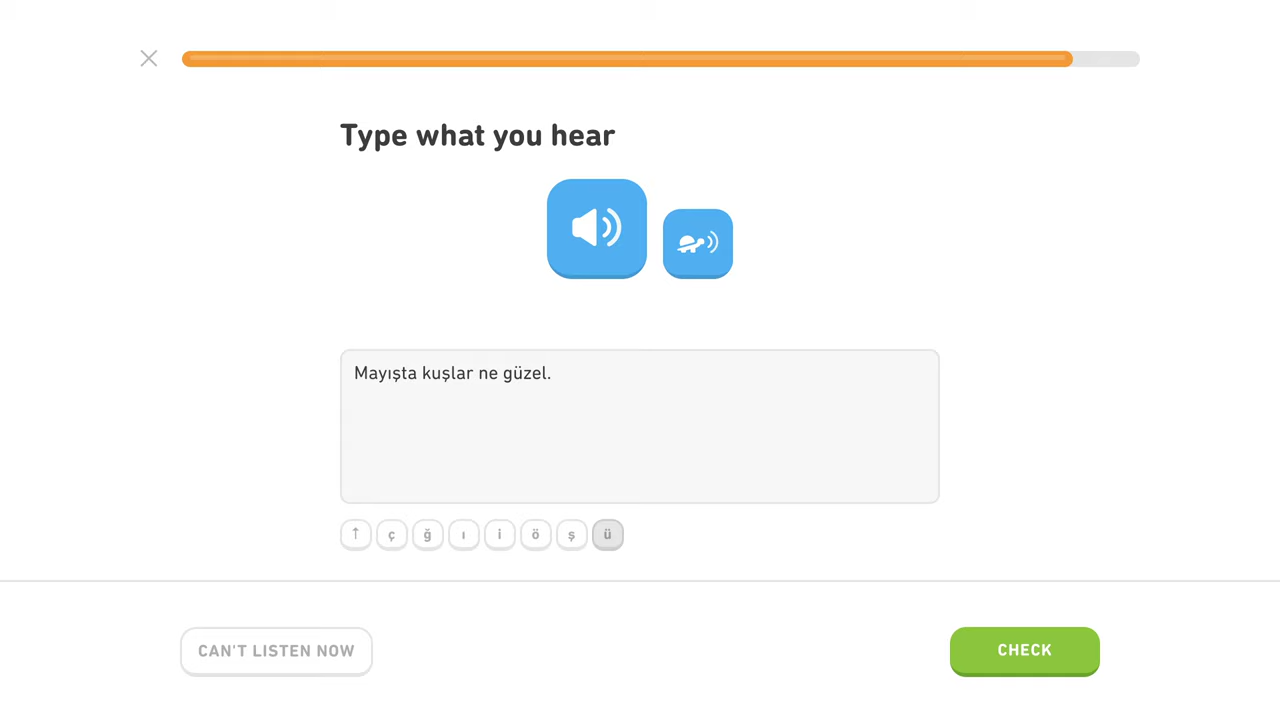 Type what you hear
Mayışta kuşlar ne güzel.
↑ ç ğ ı i ö ş ü
CAN'T LISTEN NOW
CHECK